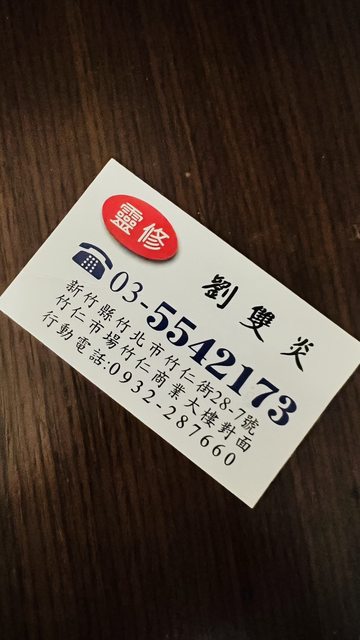 靈修
劉雙炎
03-5542173
新竹縣竹北市竹仁街28-7號
竹仁市場竹仁商業大樓對面
行動電話:0932-287660